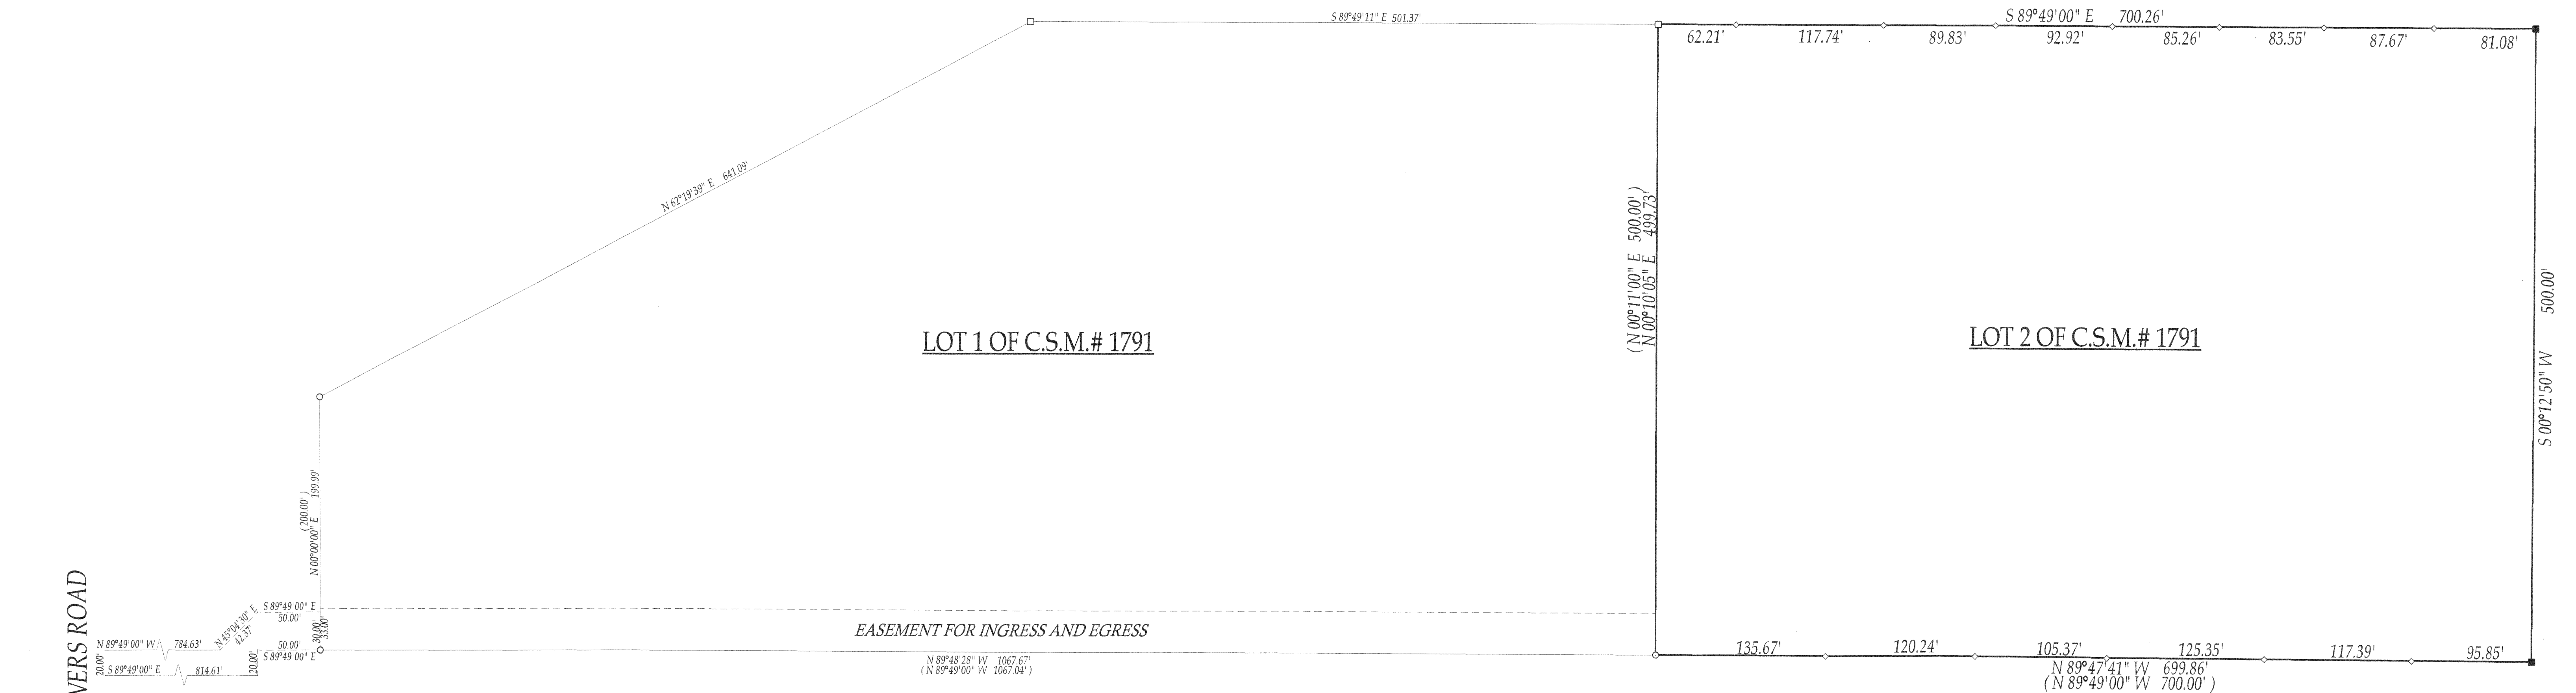 S 89°49'11" E 501.37'
S 89°49'00" E 700.26'
62.21' 117.74' 89.83' 92.92' 85.26' 83.55' 87.67' 81.08'
N 62°19'39" E 641.09'
( N 00°11'00" E 500.00' )
N 00°10'05" E 499.73'
S 00°12'50" W 500.00'
LOT 1 OF C.S.M.# 1791
LOT 2 OF C.S.M.# 1791
( 200.00' )
N 00°00'00" E 199.99'
VERS ROAD
S 89°49'00" E
50.00'
N 45°04'30" E
42.37'
30.00'
33.00'
EASEMENT FOR INGRESS AND EGRESS
N 89°49'00" W 784.63'
50.00'
S 89°49'00" E
20.00'
S 89°49'00" E 814.61'
20.00'
N 89°48'28" W 1067.67'
( N 89°49'00" W 1067.04' )
135.67' 120.24' 105.37' 125.35' 117.39' 95.85'
N 89°47'41" W 699.86'
( N 89°49'00" W 700.00' )